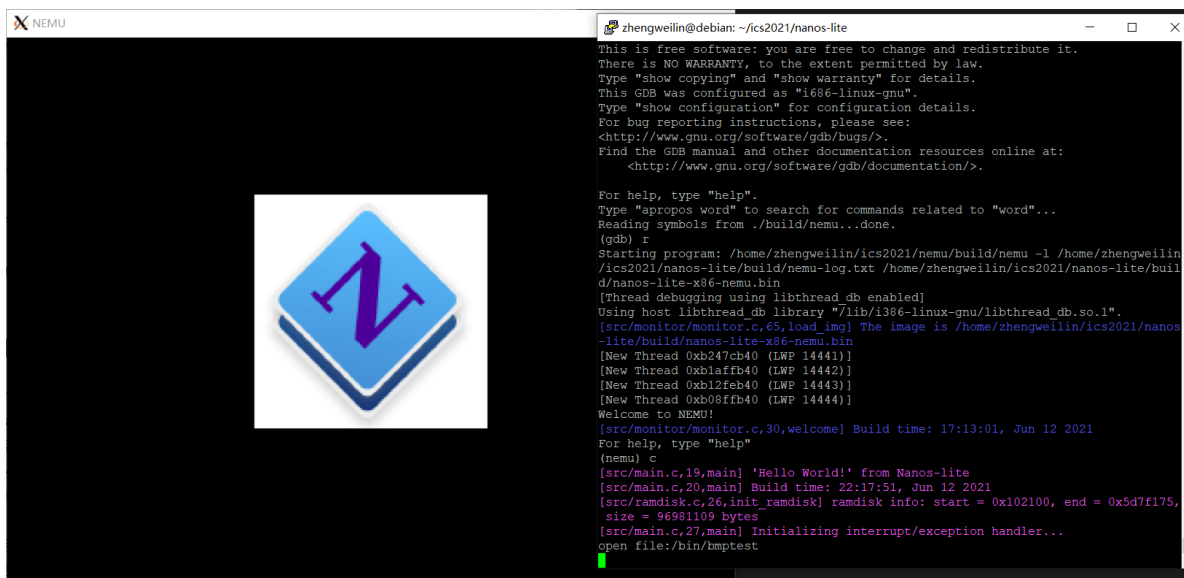 NEMU
N
zhengweilin@debian: ~/ics2021/nanos-lite
This is free software: you are free to change and redistribute it.
There is NO WARRANTY, to the extent permitted by law.
Type "show copying" and "show warranty" for details.
This GDB was configured as "i686-linux-gnu".
Type "show configuration" for configuration details.
For bug reporting instructions, please see:
<http://www.gnu.org/software/gdb/bugs/>.
Find the GDB manual and other documentation resources online at:
    <http://www.gnu.org/software/gdb/documentation/>.
For help, type "help".
Type "apropos word" to search for commands related to "word"...
Reading symbols from ./build/nemu...done.
(gdb) r
Starting program: /home/zhengweilin/ics2021/nemu/build/nemu -l /home/zhengweilin
/ics2021/nanos-lite/build/nemu-log.txt /home/zhengweilin/ics2021/nanos-lite/buil
d/nanos-lite-x86-nemu.bin
[Thread debugging using libthread_db enabled]
Using host libthread_db library "/lib/i386-linux-gnu/libthread_db.so.1".
[src/monitor/monitor.c,65,load_img] The image is /home/zhengweilin/ics2021/nanos
-lite/build/nanos-lite-x86-nemu.bin
[New Thread 0xb247cb40 (LWP 14441)]
[New Thread 0xb1affb40 (LWP 14442)]
[New Thread 0xb12feb40 (LWP 14443)]
[New Thread 0xb08ffb40 (LWP 14444)]
Welcome to NEMU!
[src/monitor/monitor.c,30,welcome] Build time: 17:13:01, Jun 12 2021
For help, type "help"
(nemu) c
[src/main.c,19,main] 'Hello World!' from Nanos-lite
[src/main.c,20,main] Build time: 22:17:51, Jun 12 2021
[src/ramdisk.c,26,init_ramdisk] ramdisk info: start = 0x102100, end = 0x5d7f175,
 size = 96981109 bytes
[src/main.c,27,main] Initializing interrupt/exception handler...
open file:/bin/bmptest